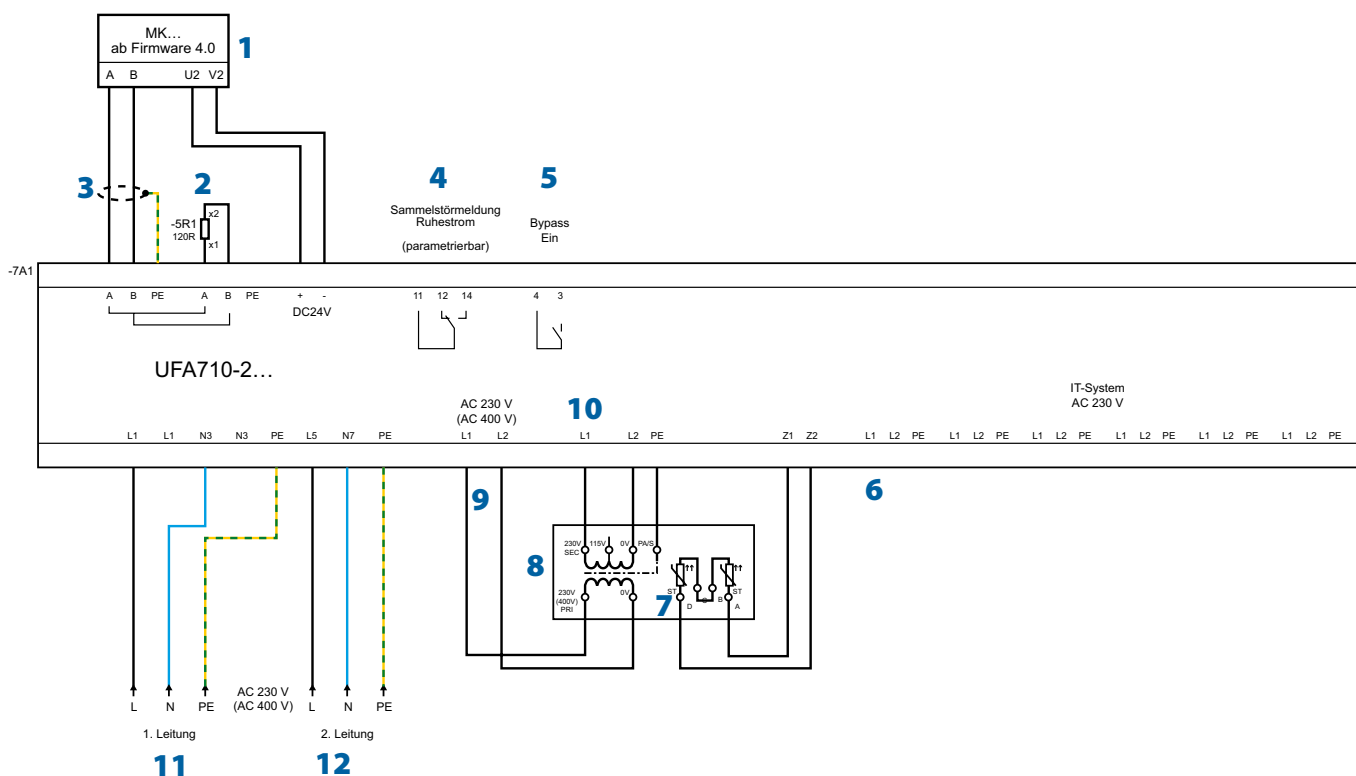 MK…
ab Firmware 4.0
1
A B U2 V2
3
2
4
5
-5R1
120R
x2
x1
Sammelstörmeldung
Ruhestrom
(parametrierbar)
Bypass
Ein
-7A1
A B PE A B PE + - 11 12 14 4 3
DC24V
UFA710-2…
AC 230 V
(AC 400 V)
10
IT-System
AC 230 V
L1 L1 N3 N3 PE L5 N7 PE L1 L2 L1 L2 PE Z1 Z2 L1 L2 PE L1 L2 PE L1 L2 PE L1 L2 PE L1 L2 PE L1 L2 PE
9
6
8
230V
SEC
115V 0V PA/S
230V
(400V)
PRI
0V
7
ST D C B ST A
L N PE
AC 230 V
(AC 400 V)
L N PE
1. Leitung
2. Leitung
11
12